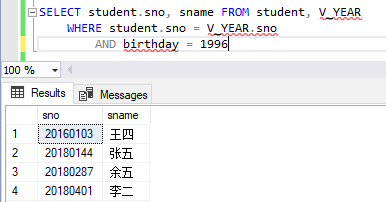 SELECT student.sno, sname FROM student, V_YEAR
WHERE student.sno = V_YEAR.sno
AND birthday = 1996
100 %
Results Messages
sno sname
1 20160103 王四
2 20180144 张五
3 20180287 余五
4 20180401 李二